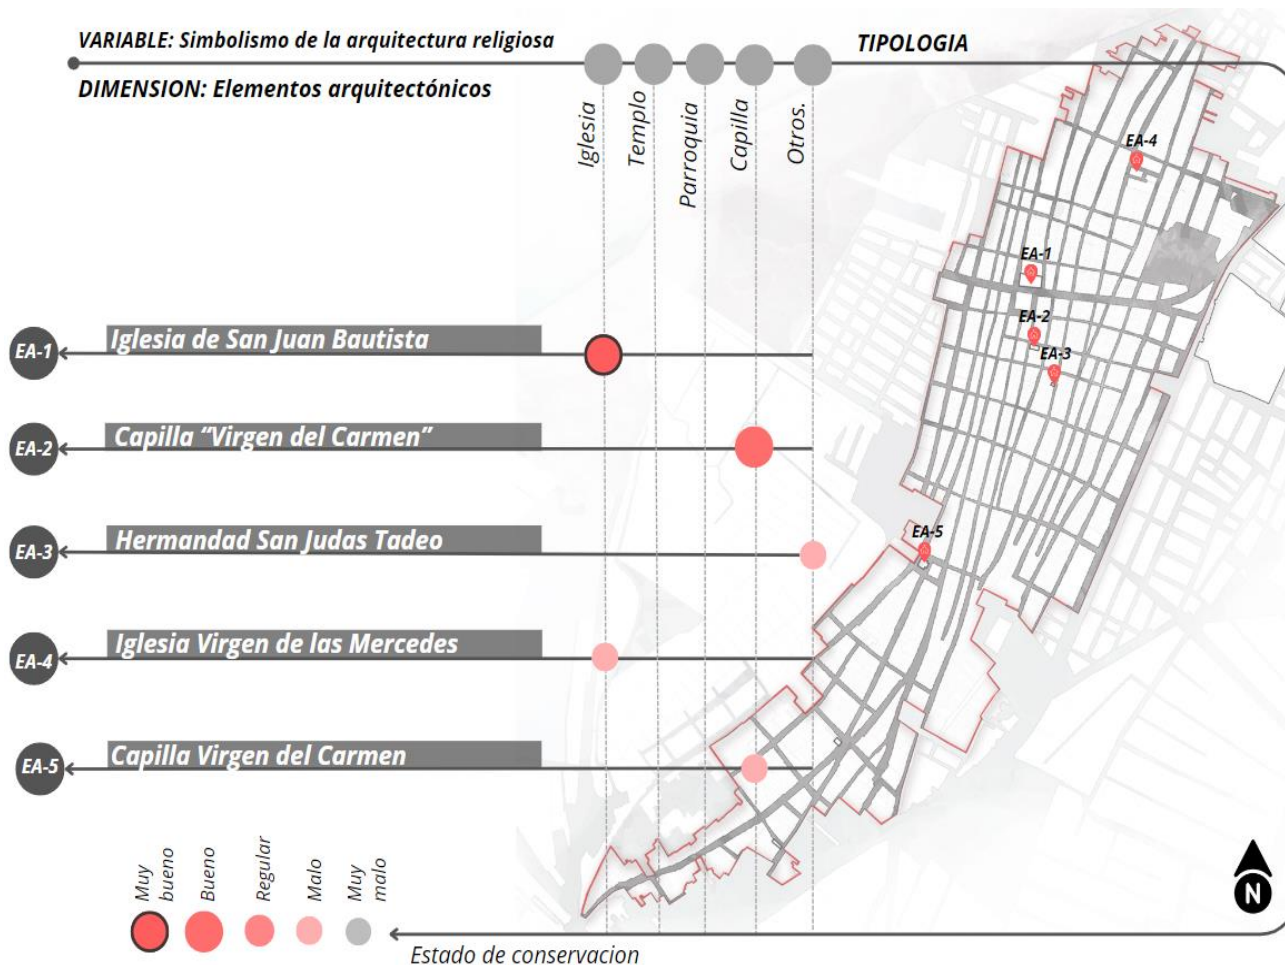 VARIABLE: Simbolismo de la arquitectura religiosa
TIPOLOGIA
DIMENSION: Elementos arquitectónicos
Iglesia
Templo
Parroquia
Capilla
Otros.
EA-4
EA-1
EA-2
EA-3
EA-5
EA-1
Iglesia de San Juan Bautista
EA-2
Capilla “Virgen del Carmen”
EA-3
Hermandad San Judas Tadeo
EA-4
Iglesia Virgen de las Mercedes
EA-5
Capilla Virgen del Carmen
Muy
bueno
Bueno
Regular
Malo
Muy
malo
N
Estado de conservacion